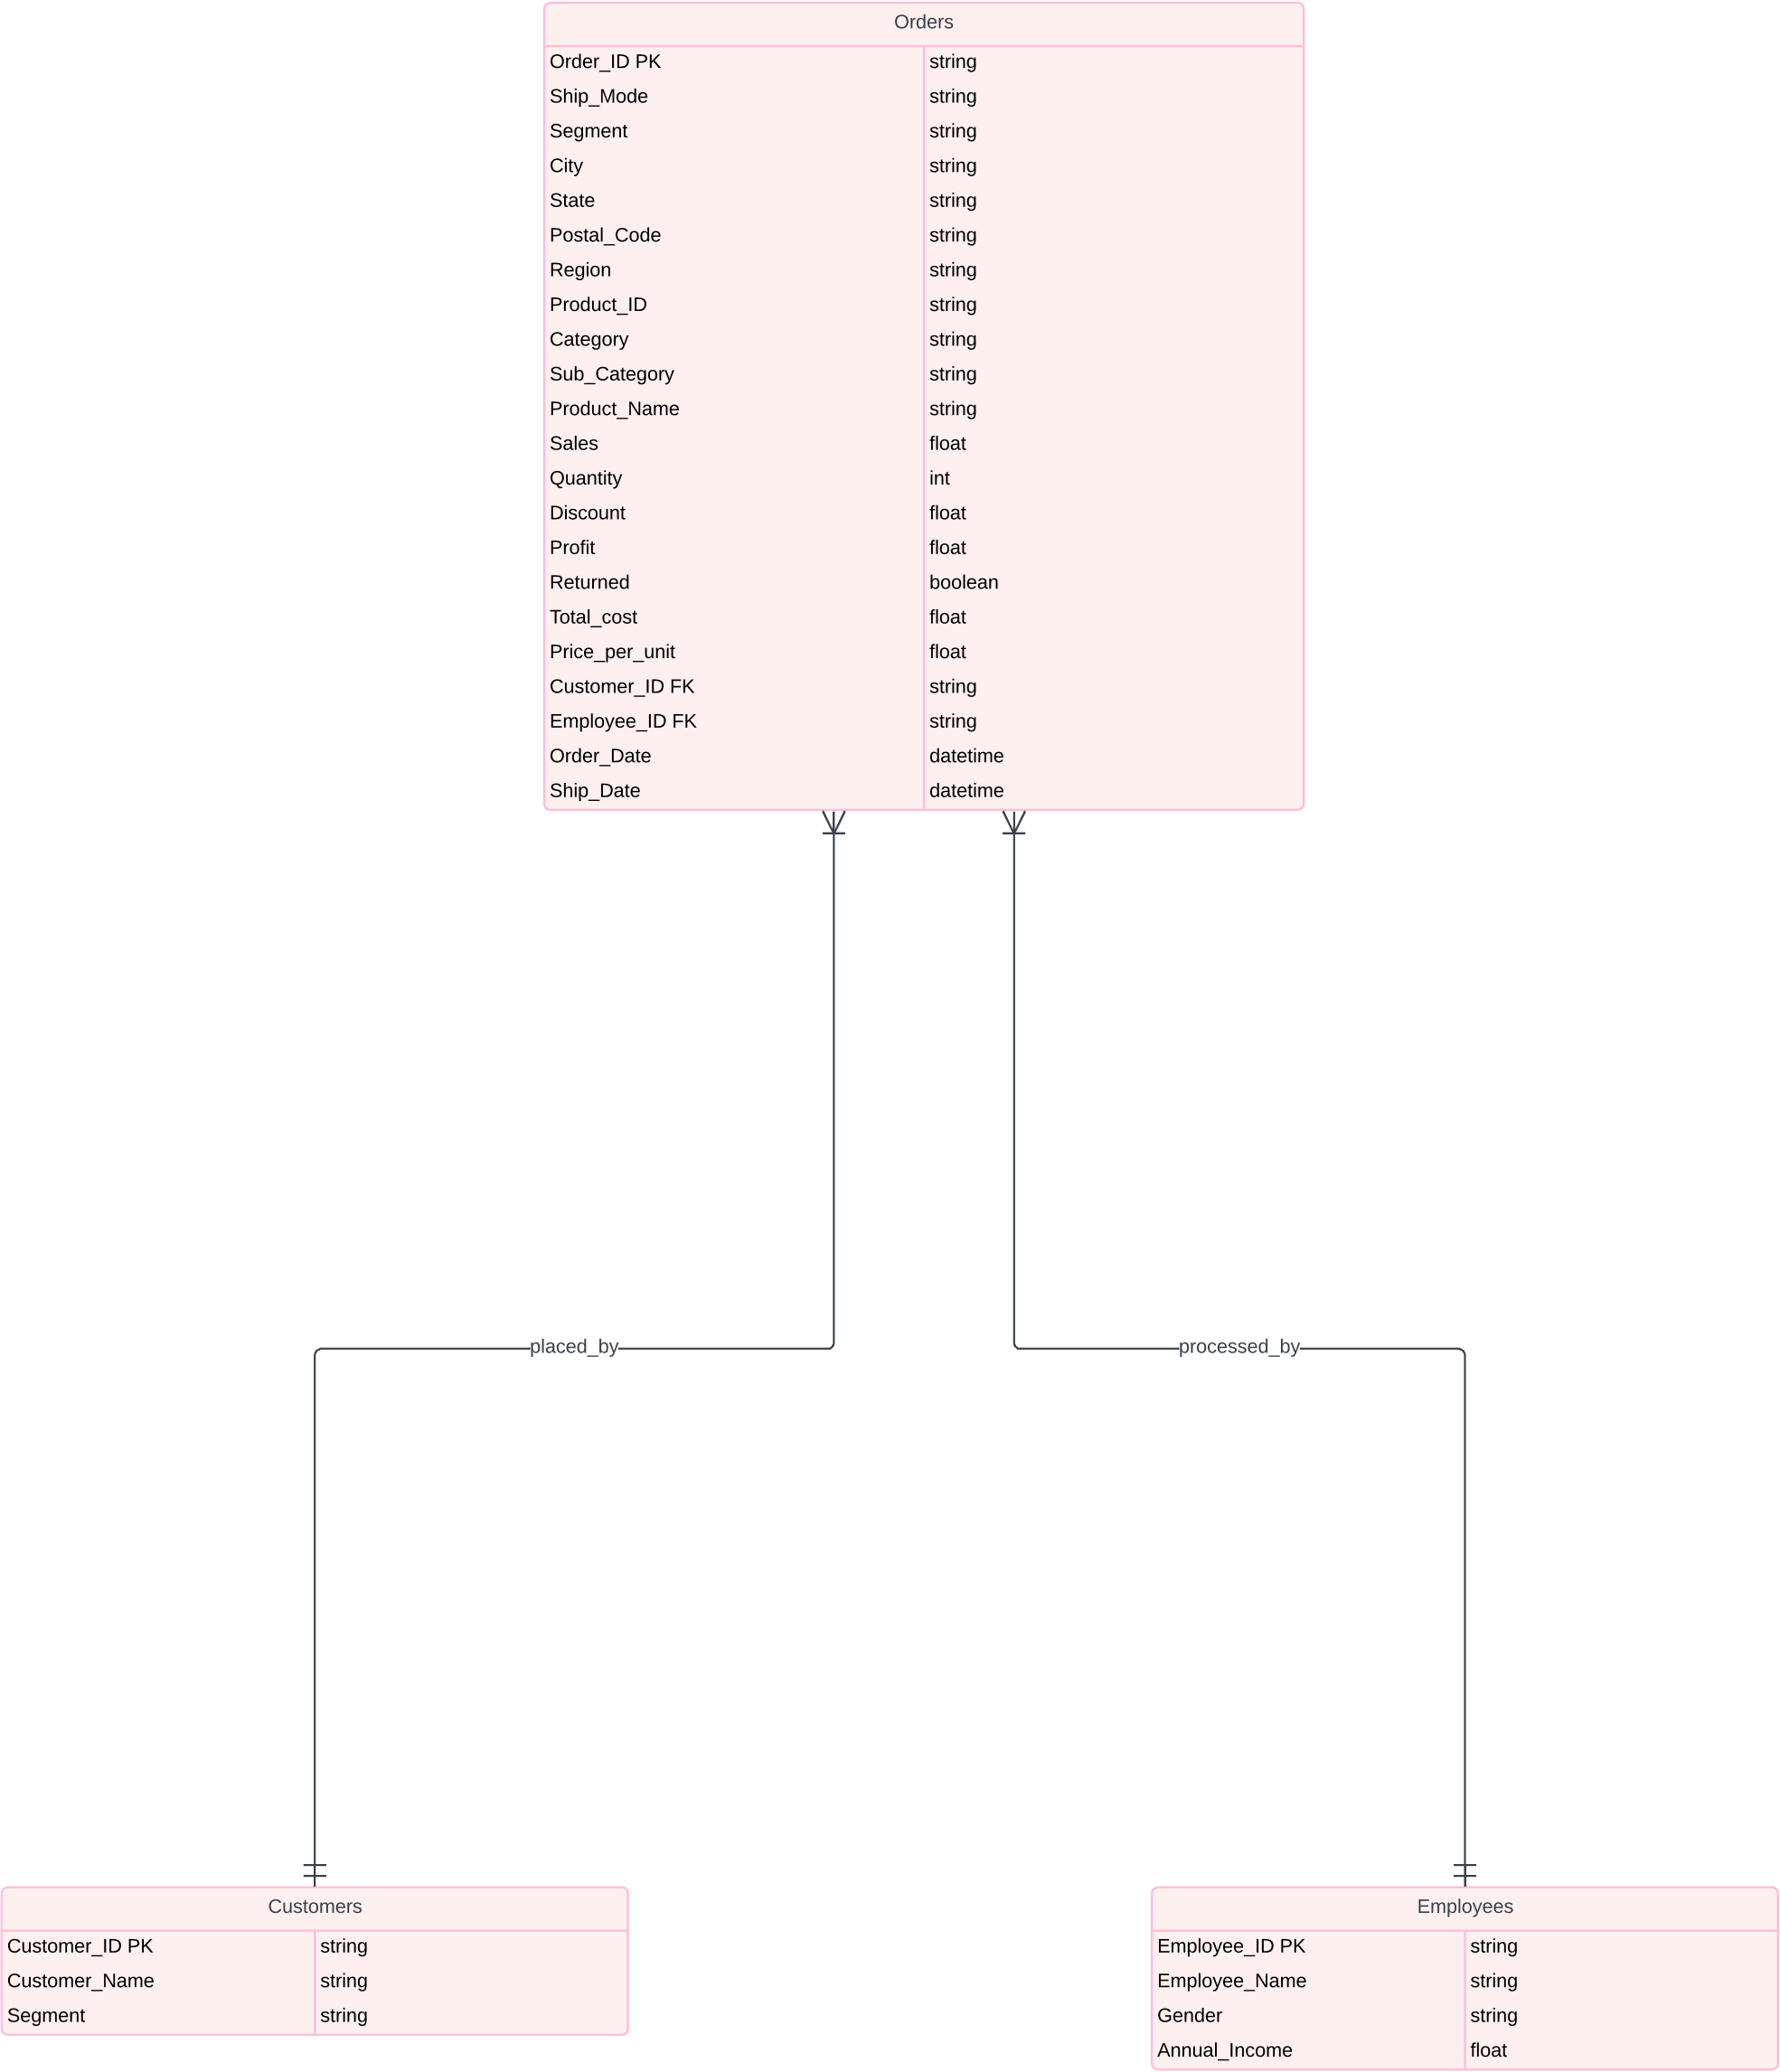 Orders
Order_ID PK string
Ship_Mode string
Segment string
City string
State string
Postal_Code string
Region string
Product_ID string
Category string
Sub_Category string
Product_Name string
Sales float
Quantity int
Discount float
Profit float
Returned boolean
Total_cost float
Price_per_unit float
Customer_ID FK string
Employee_ID FK string
Order_Date datetime
Ship_Date datetime
placed_by
processed_by
Customers
Customer_ID PK string
Customer_Name string
Segment string
Employees
Employee_ID PK string
Employee_Name string
Gender string
Annual_Income float